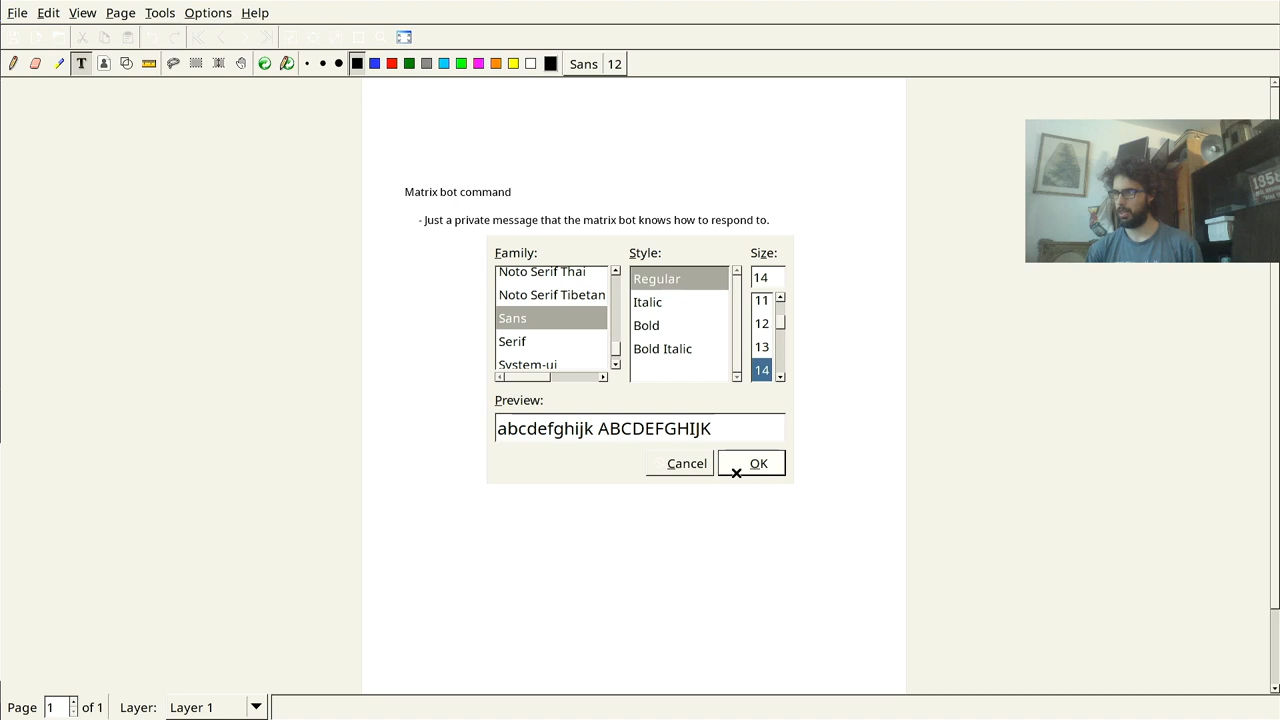 File Edit View Page Tools Options Help
T Sans 12
Matrix bot command
- Just a private message that the matrix bot knows how to respond to.
Family: Style: Size:
Noto Serif Thai
Noto Serif Tibetan
Sans
Serif
System-ui
Regular
Italic
Bold
Bold Italic
14
11
12
13
14
Preview:
abcdefghijk ABCDEFGHIJK
Cancel OK
Page 1 of 1 Layer: Layer 1